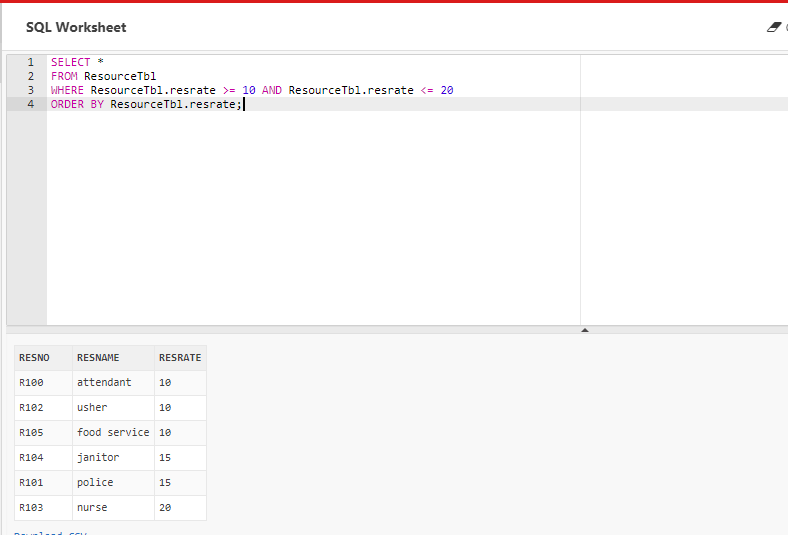 SQL Worksheet
1 SELECT *
2 FROM ResourceTbl
3 WHERE ResourceTbl.resrate >= 10 AND ResourceTbl.resrate <= 20
4 ORDER BY ResourceTbl.resrate;
RESNO RESNAME RESRATE
R100 attendant 10
R102 usher 10
R105 food service 10
R104 janitor 15
R101 police 15
R103 nurse 20
Download CSV